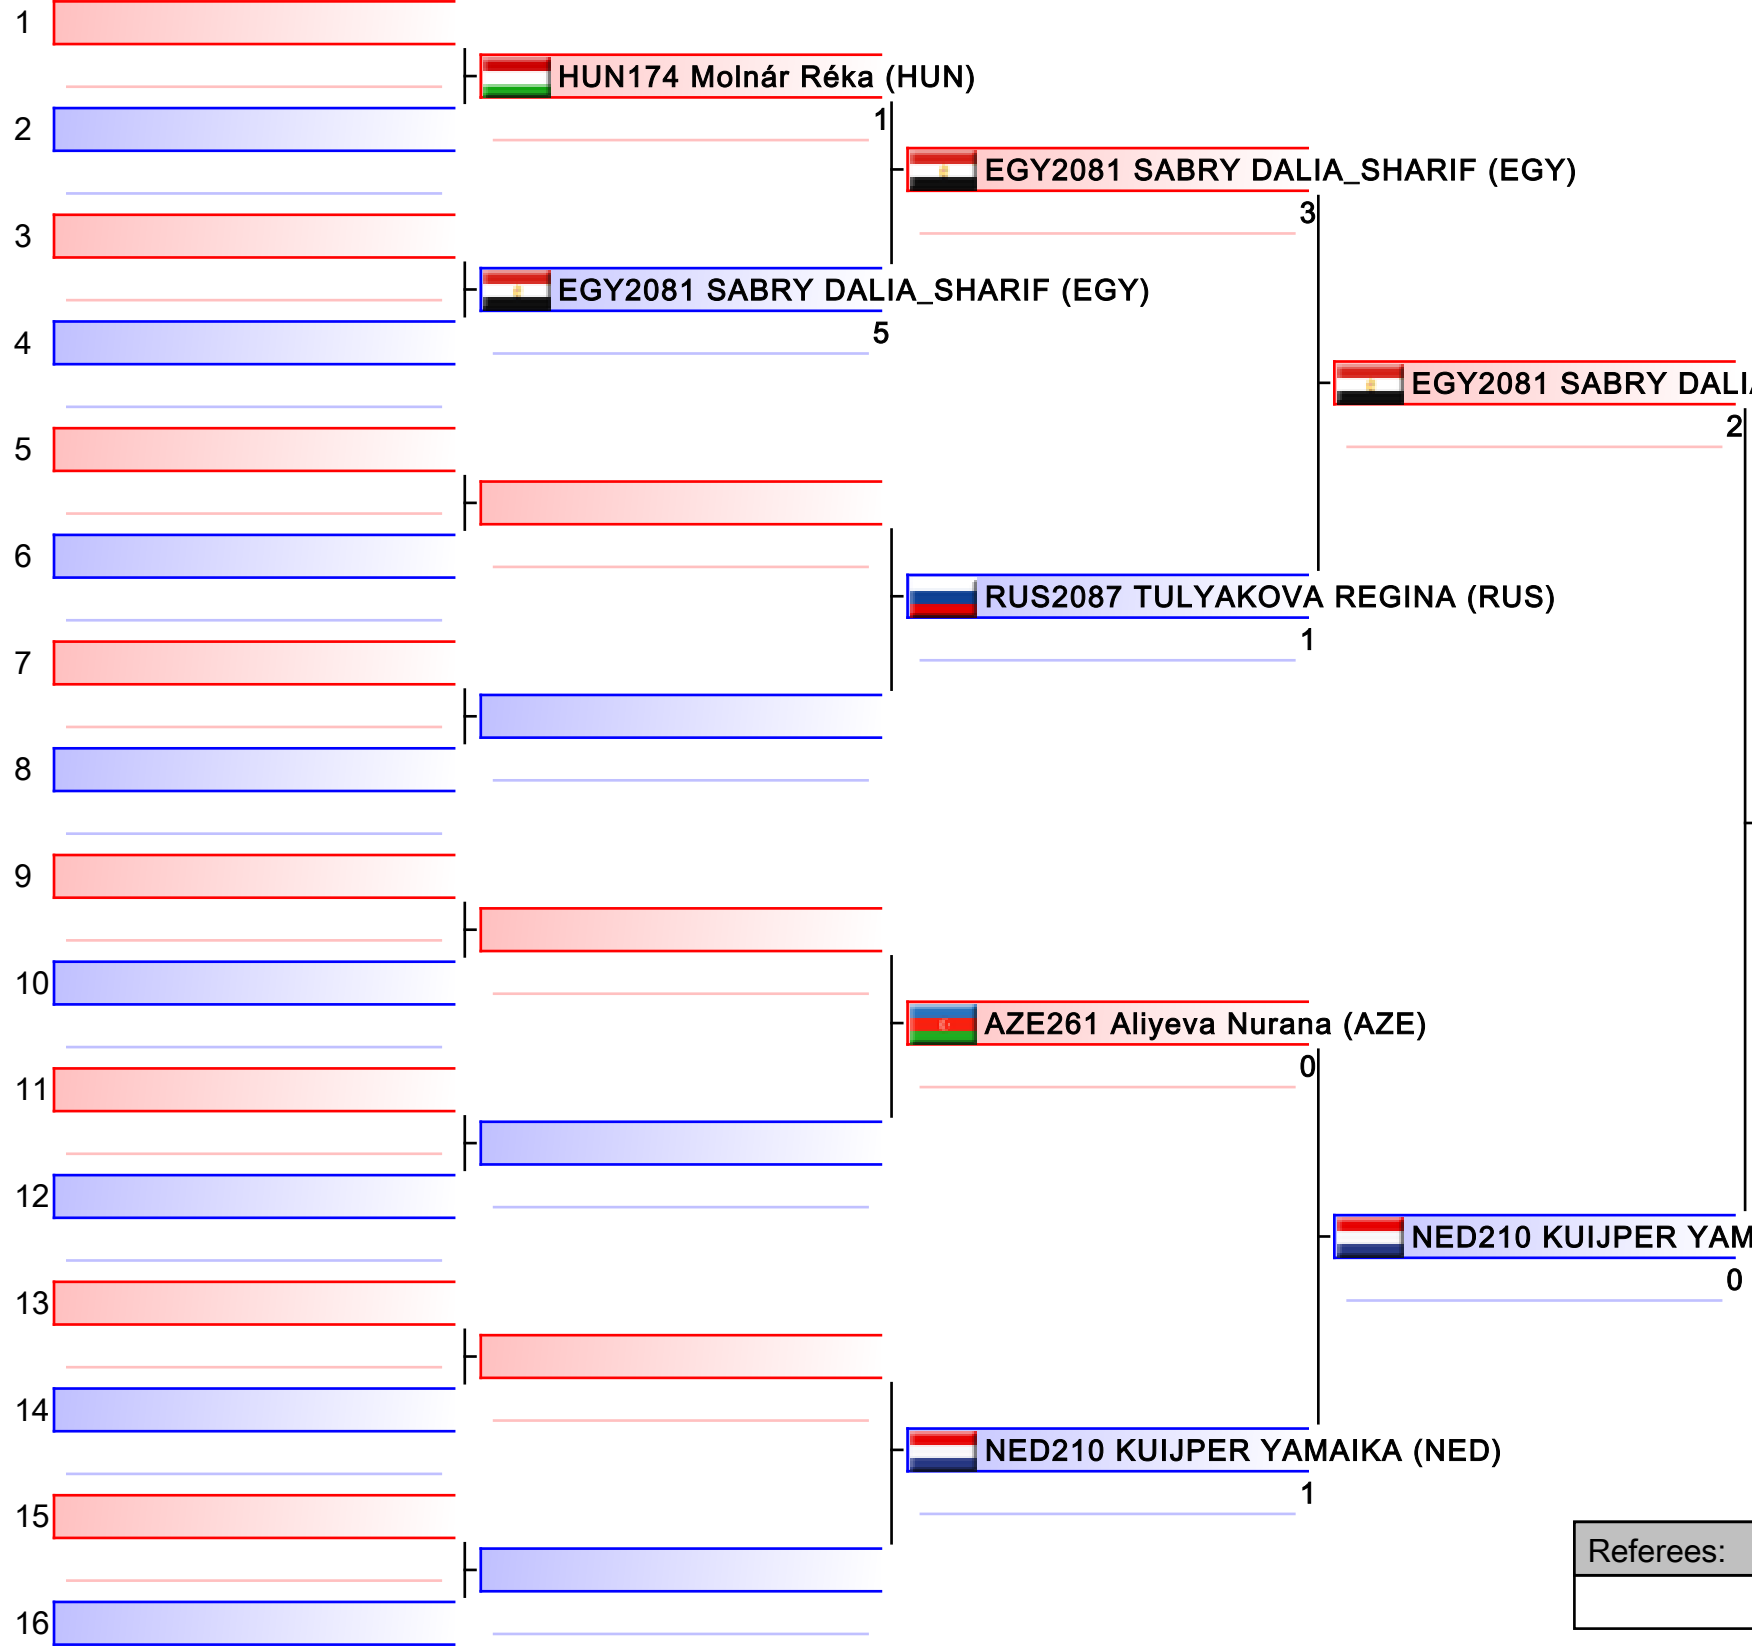 1
HUN174 Molnár Réka (HUN)
1
2
EGY2081 SABRY DALIA_SHARIF (EGY)
3
3
EGY2081 SABRY DALIA_SHARIF (EGY)
5
4
EGY2081 SABRY DALI
2
5
6
RUS2087 TULYAKOVA REGINA (RUS)
1
7
8
9
10
AZE261 Aliyeva Nurana (AZE)
0
11
12
NED210 KUIJPER YAM
0
13
14
NED210 KUIJPER YAMAIKA (NED)
1
15
Referees:
16